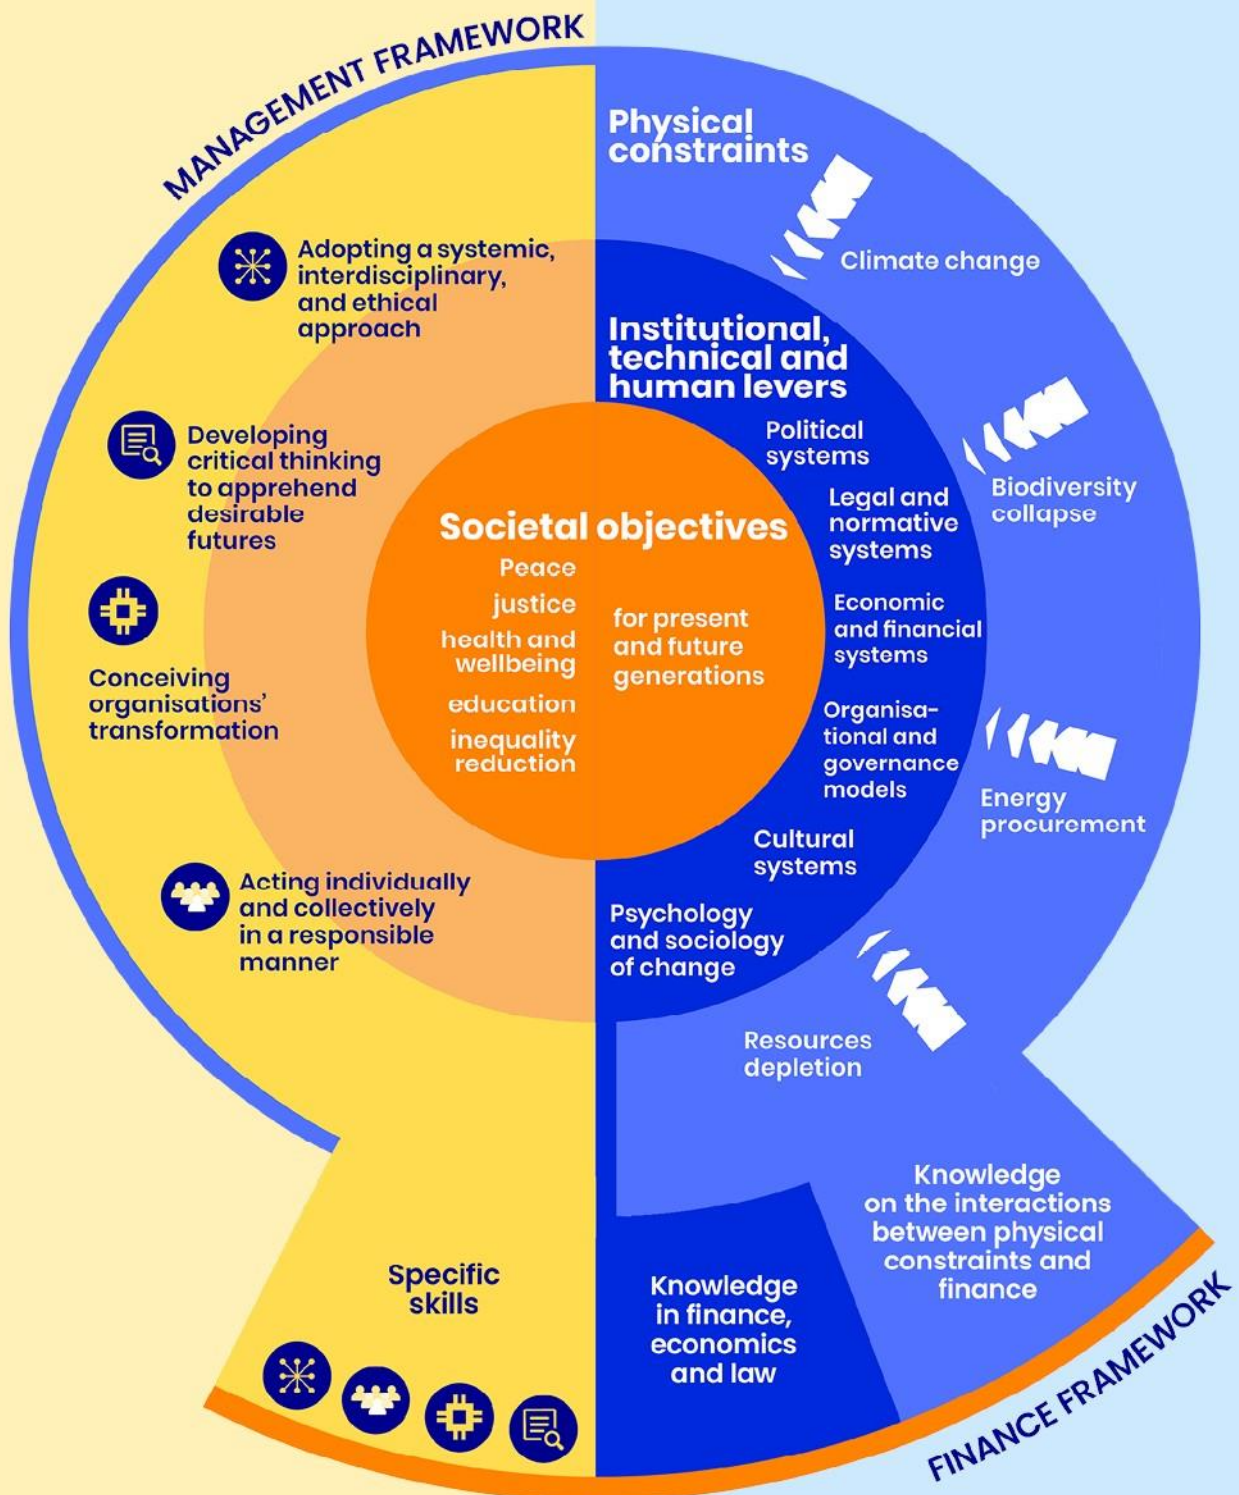 MANAGEMENT FRAMEWORK
Physical
constraints
Climate change
Biodiversity
collapse
Energy
procurement
Resources
depletion
Institutional,
technical and
human levers
Political
systems
Legal and
normative
systems
Economic
and financial
systems
Organisa-
tional and
governance
models
Cultural
systems
Psychology
and sociology
of change
Societal objectives
Peace
justice
health and
wellbeing
education
inequality
reduction
for present
and future
generations
Adopting a systemic,
interdisciplinary,
and ethical
approach
Developing
critical thinking
to apprehend
desirable
futures
Conceiving
organisations'
transformation
Acting individually
and collectively
in a responsible
manner
Specific
skills
Knowledge
in finance,
economics
and law
Knowledge
on the interactions
between physical
constraints and
finance
FINANCE FRAMEWORK